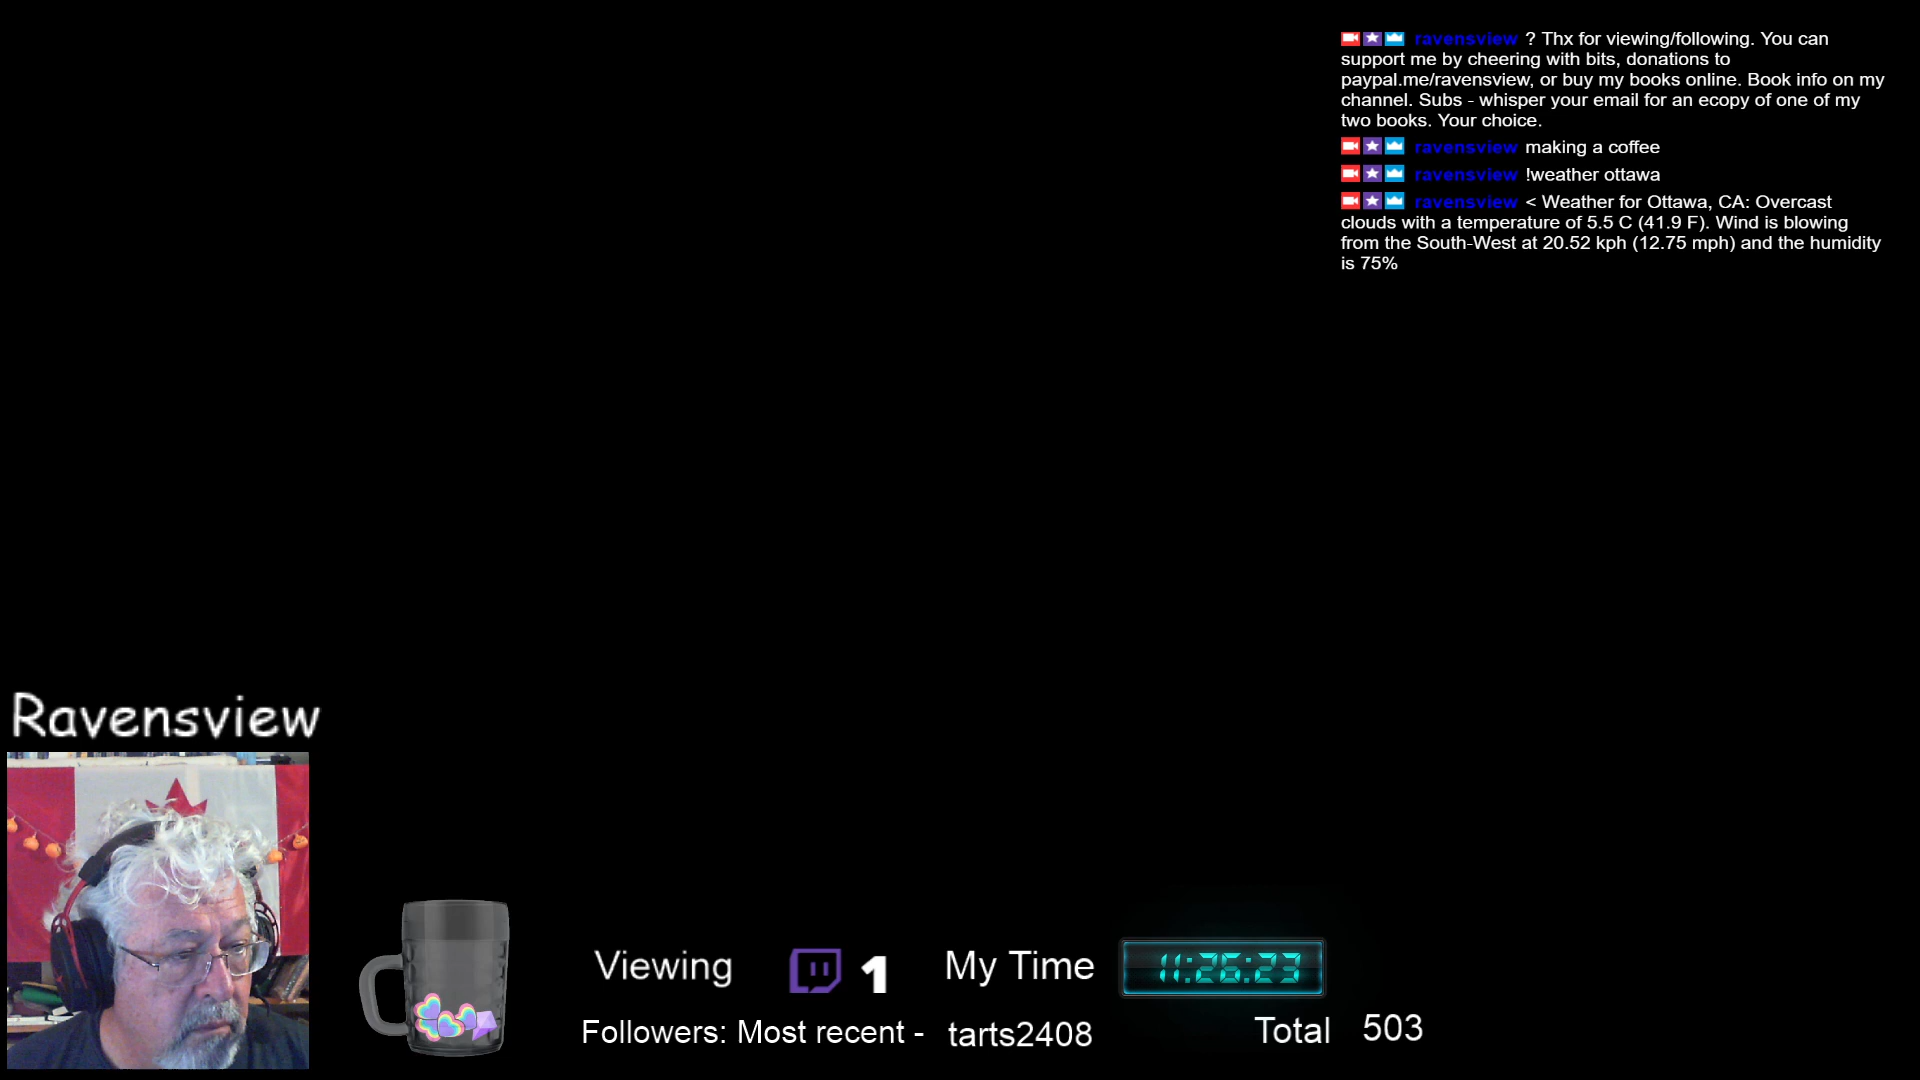 ravensview ? Thx for viewing/following. You can
support me by cheering with bits, donations to
paypal.me/ravensview, or buy my books online. Book info on my
channel. Subs - whisper your email for an ecopy of one of my
two books. Your choice.
ravensview making a coffee
ravensview !weather ottawa
ravensview < Weather for Ottawa, CA: Overcast
clouds with a temperature of 5.5 C (41.9 F). Wind is blowing
from the South-West at 20.52 kph (12.75 mph) and the humidity
is 75%
Ravensview
Viewing 1 My Time 11:26:23
Followers: Most recent - tarts2408 Total 503